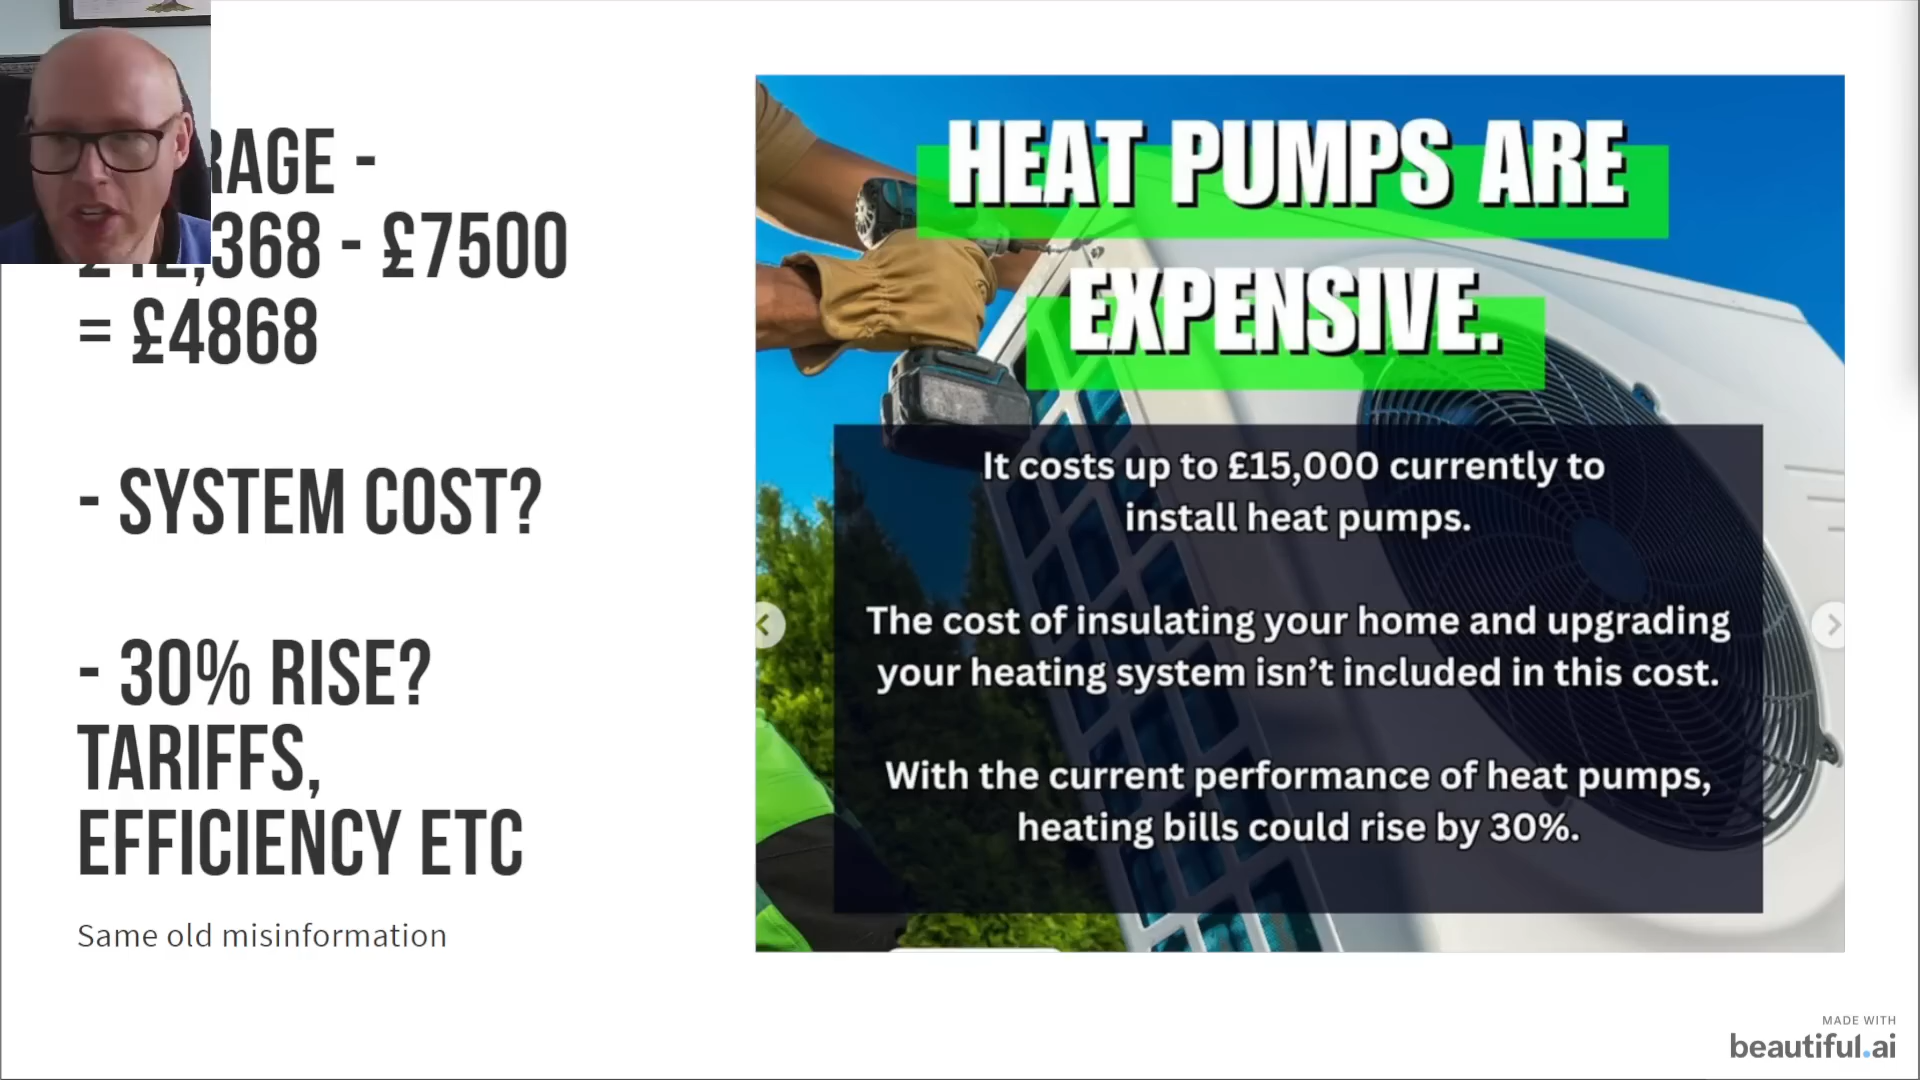 - 
368 - £7500
= £4868
- SYSTEM COST?
- 30% RISE?
TARIFFS,
EFFICIENCY ETC
Same old misinformation
HEAT PUMPS ARE
EXPENSIVE.
It costs up to £15,000 currently to
install heat pumps.
The cost of insulating your home and upgrading
your heating system isn’t included in this cost.
With the current performance of heat pumps,
heating bills could rise by 30%.
MADE WITH
beautiful.ai